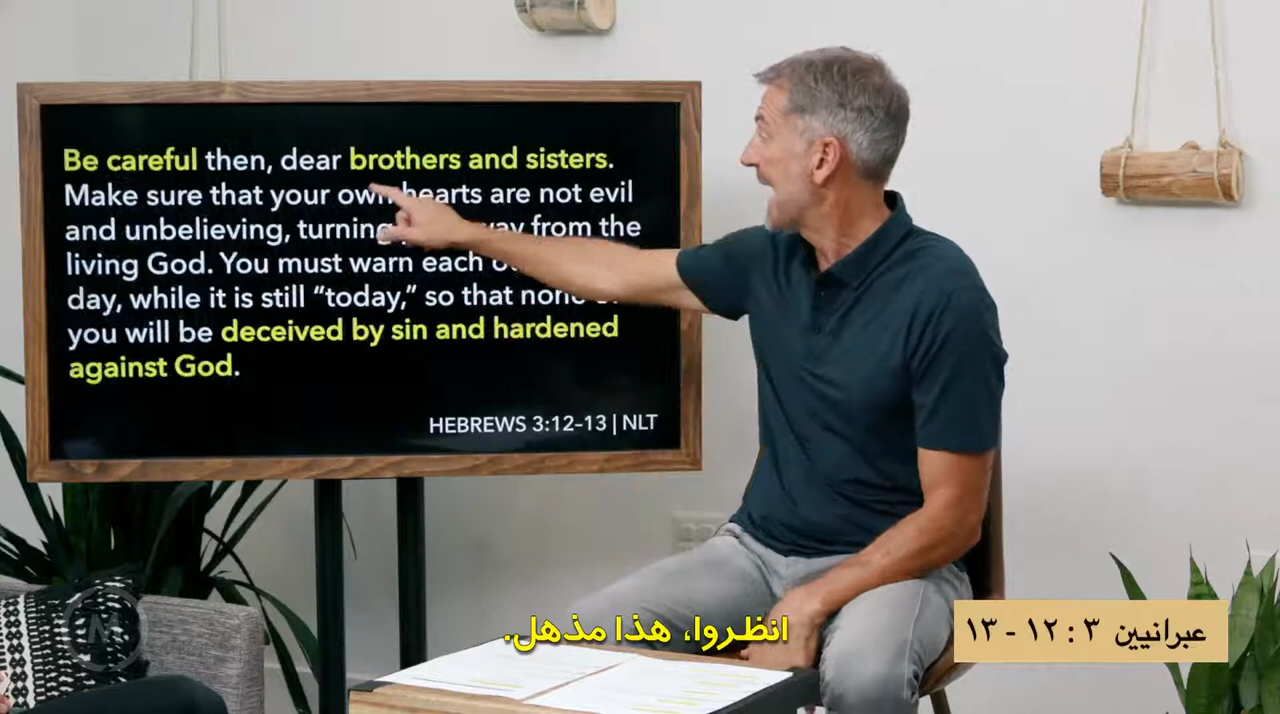 Be careful then, dear brothers and sisters.
Make sure that your own hearts are not evil
and unbelieving, turning from the
living God. You must warn each
day, while it is still “today,” so that none
you will be deceived by sin and hardened
against God.
HEBREWS 3:12–13 | NLT
انظروا، هذا مذهل.
عبرانيين ٣ : ١٢ - ١٣
M